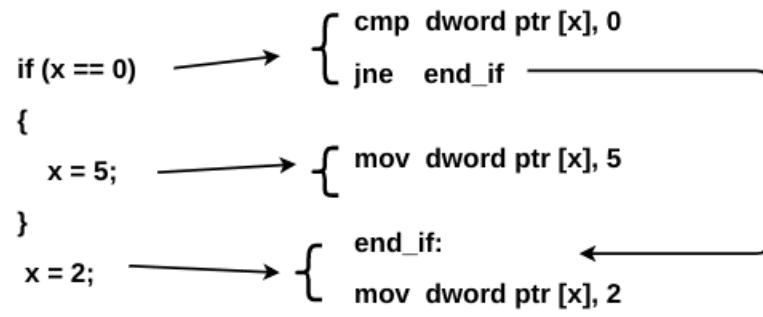 if (x == 0)
{
x = 5;
}
x = 2;
cmp dword ptr [x], 0
jne end_if
mov dword ptr [x], 5
end_if:
mov dword ptr [x], 2